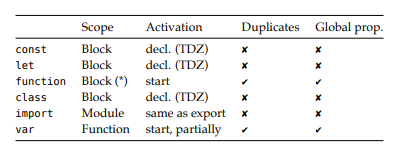 Scope Activation Duplicates Global prop.
const Block decl. (TDZ) ✘ ✘
let Block decl. (TDZ) ✘ ✘
function Block (*) start ✔ ✔
class Block decl. (TDZ) ✘ ✘
import Module same as export ✘ ✘
var Function start, partially ✔ ✔